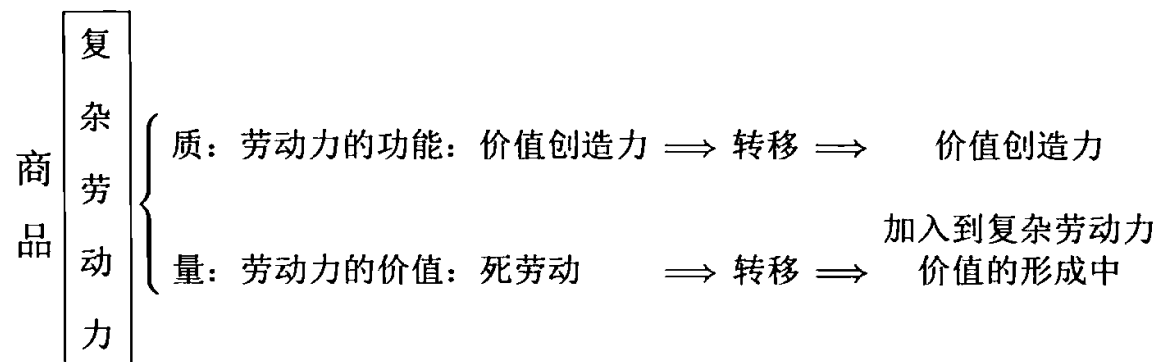 商品
复杂劳动力
质：劳动力的功能：价值创造力 ⟹ 转移 ⟹ 价值创造力
量：劳动力的价值：死劳动 ⟹ 转移 ⟹ 加入到复杂劳动力
价值的形成中